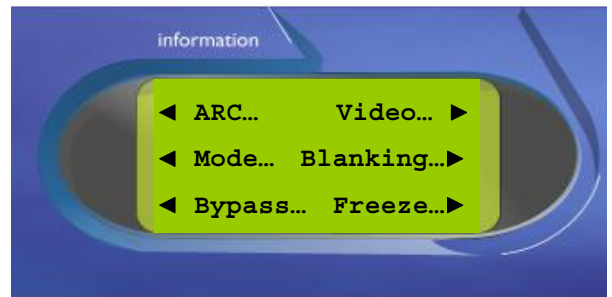 information
◄ ARC… Video… ►
◄ Mode… Blanking…►
◄ Bypass… Freeze…►